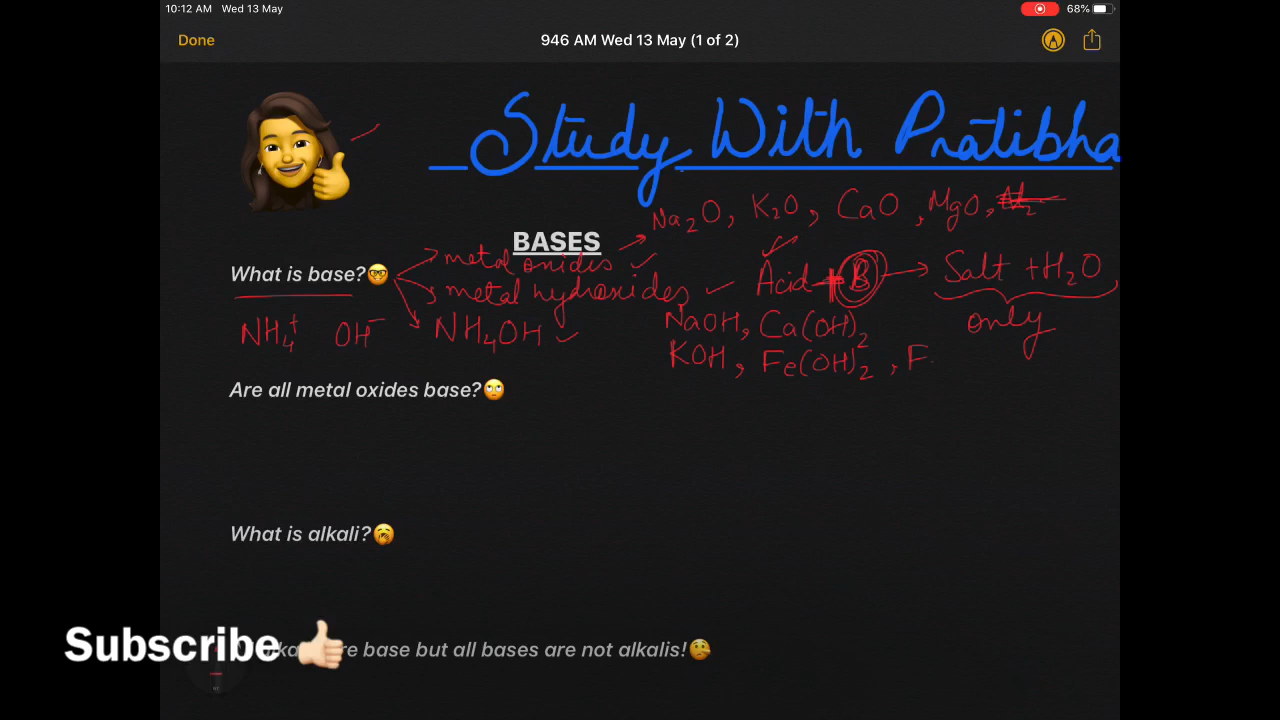 10:12 AM Wed 13 May 68%
Done 946 AM Wed 13 May (1 of 2)
Study With Pratibha
Na₂O, K₂O, CaO, MgO,
BASES
metal oxides
What is base? metal hydroxides Acid + B → Salt + H₂O
only
NH₄⁺ OH⁻ NH₄OH NaOH, Ca(OH)₂
KOH, Fe(OH)₂, F
Are all metal oxides base?
What is alkali?
Subscribe
re base but all bases are not alkalis!